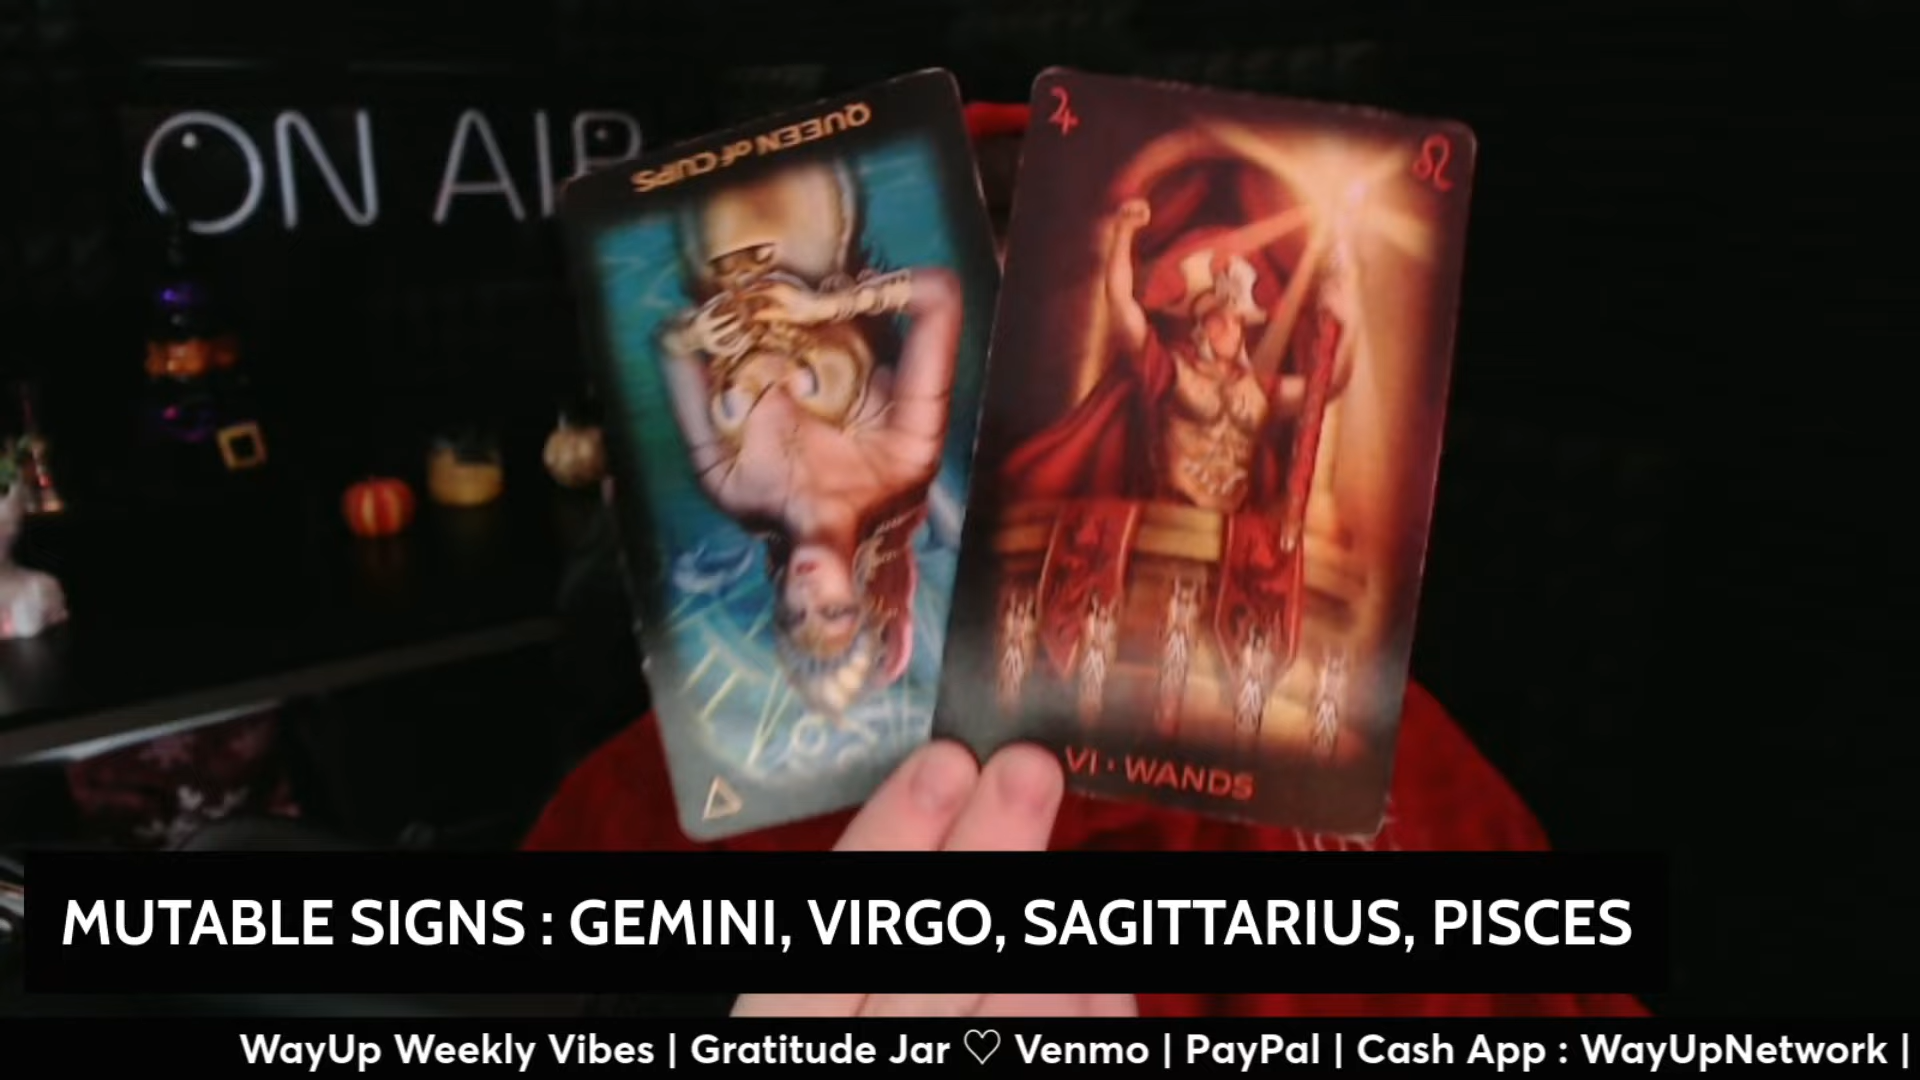 ON AIR
QUEEN of CUPS
VI · WANDS
MUTABLE SIGNS : GEMINI, VIRGO, SAGITTARIUS, PISCES
WayUp Weekly Vibes | Gratitude Jar ♡ Venmo | PayPal | Cash App : WayUpNetwork |